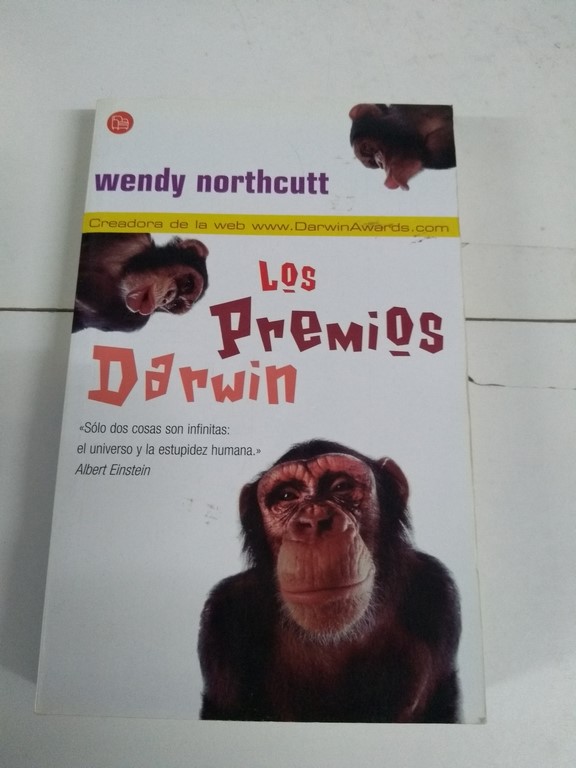 wendy northcutt
Creadora de la web www.DarwinAwards.com
Los
Premios
Darwin
«Sólo dos cosas son infinitas:
el universo y la estupidez humana.»
Albert Einstein